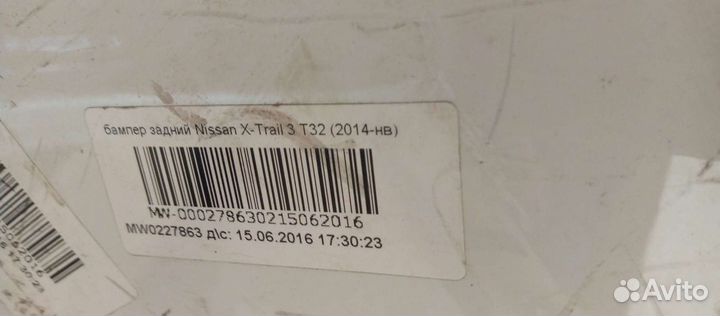 бампер задний Nissan X-Trail 3 T32 (2014-нв)
MW-000278630215062016
MW0227863 д\с: 15.06.2016 17:30:23
Avito